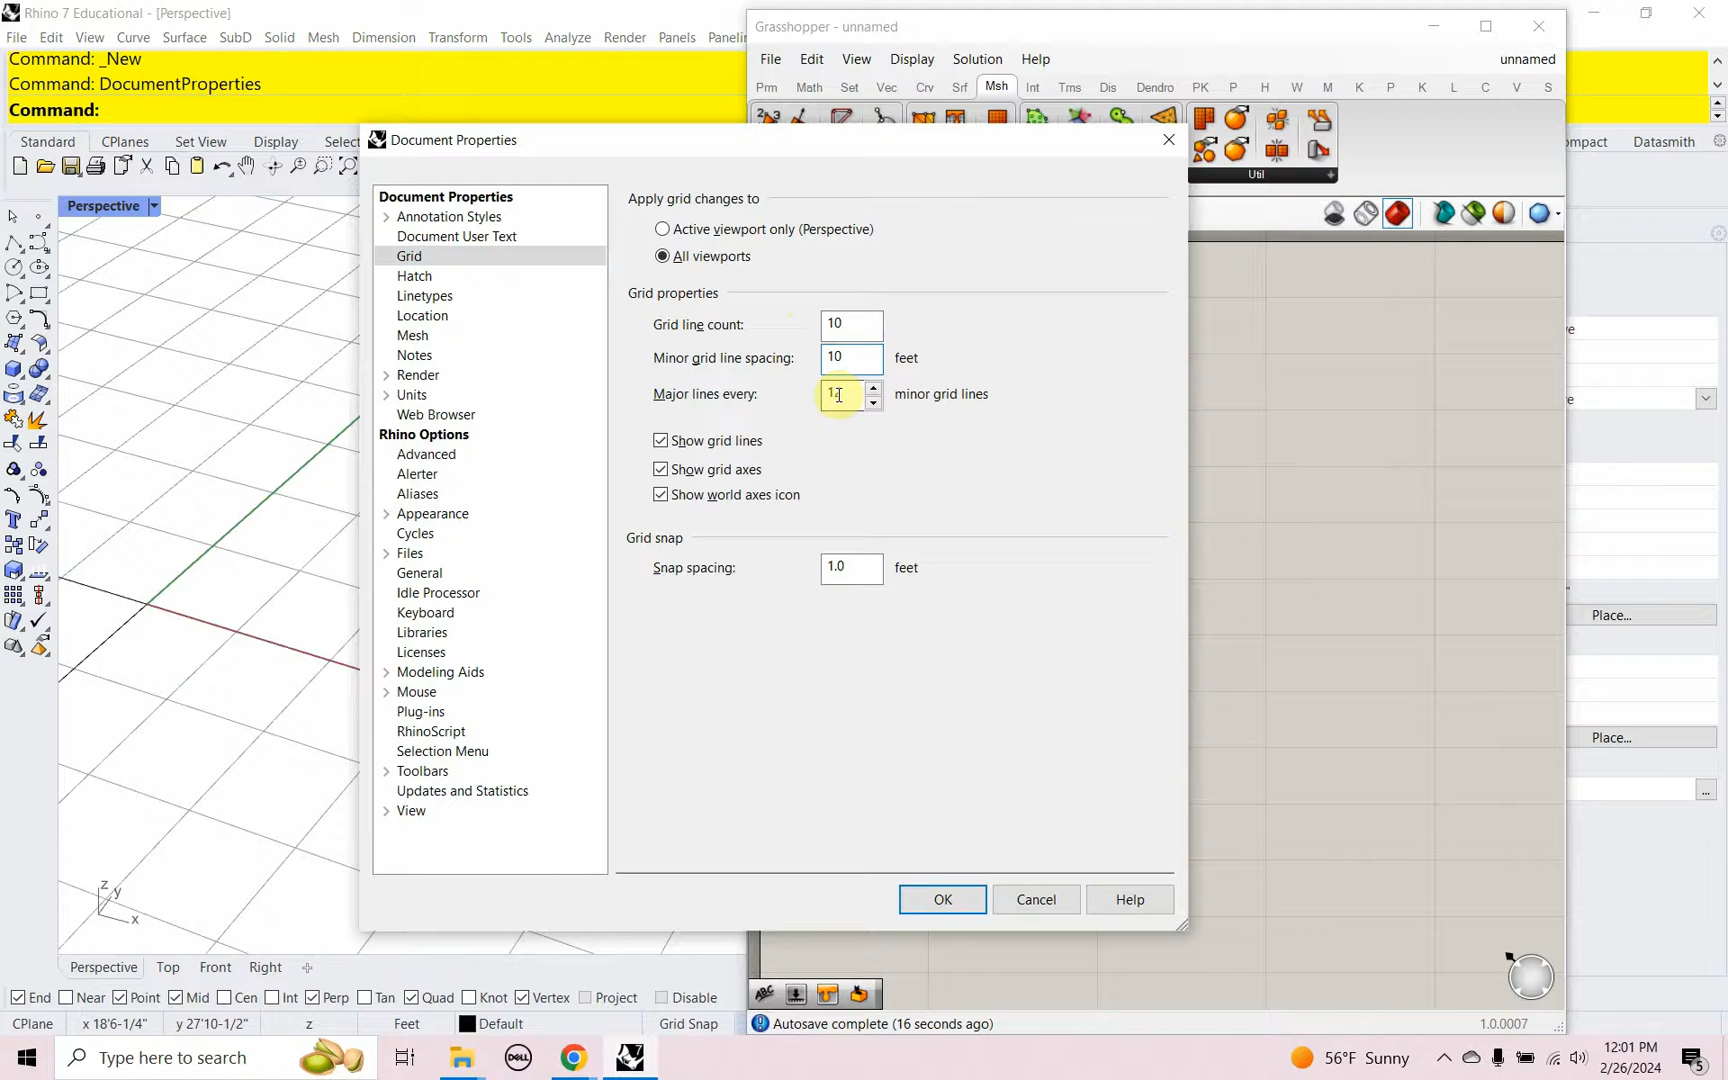 Rhino 7 Educational - [Perspective]
File Edit View Curve Surface SubD Solid Mesh Dimension Transform Tools Analyze Render Panels
Command: _New
Command: DocumentProperties
Command:
Standard CPlanes Set View Display
Datasmith
Perspective
Grasshopper - unnamed
File Edit View Display Solution Help unnamed
Prm Math Set Vec Crv Srf Msh Int Trns Dis Dendro PK P H W M K P K L C V S
Util
Document Properties
Document Properties
Annotation Styles
Document User Text
Grid
Hatch
Linetypes
Location
Mesh
Notes
Render
Units
Web Browser
Rhino Options
Advanced
Alerter
Aliases
Appearance
Cycles
Files
General
Idle Processor
Keyboard
Libraries
Licenses
Modeling Aids
Mouse
Plug-ins
RhinoScript
Selection Menu
Toolbars
Updates and Statistics
View
Apply grid changes to
Active viewport only (Perspective)
All viewports
Grid properties
Grid line count: 10
Minor grid line spacing: 10 feet
Major lines every: minor grid lines
Show grid lines
Show grid axes
Show world axes icon
Grid snap
Snap spacing: 1.0 feet
OK Cancel Help
Place...
Place...
...
z
y
x
Perspective Top Front Right
End Near Point Mid Cen Int Perp Tan Quad Knot Vertex Project Disable
CPlane x 18'6-1/4" y 27'10-1/2" z Feet Default Grid Snap
ABC
Autosave complete (16 seconds ago) 1.0.0007
Type here to search
DELL
56°F Sunny
12:01 PM
2/26/2024
5